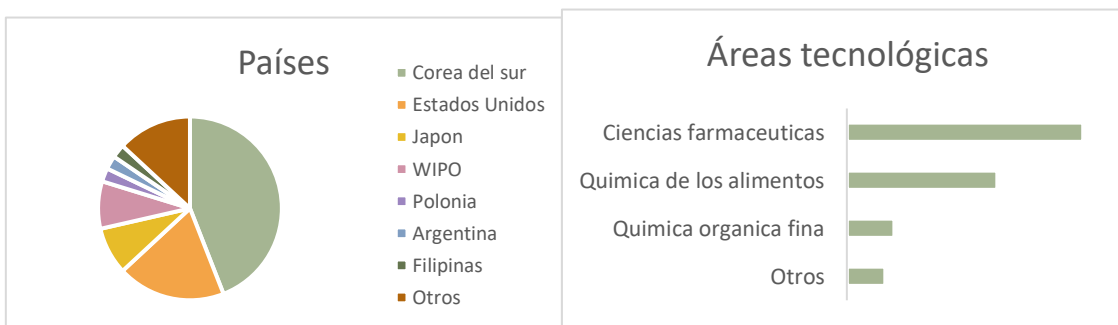 Países
Corea del sur
Estados Unidos
Japon
WIPO
Polonia
Argentina
Filipinas
Otros
Áreas tecnológicas
Ciencias farmaceuticas
Quimica de los alimentos
Quimica organica fina
Otros